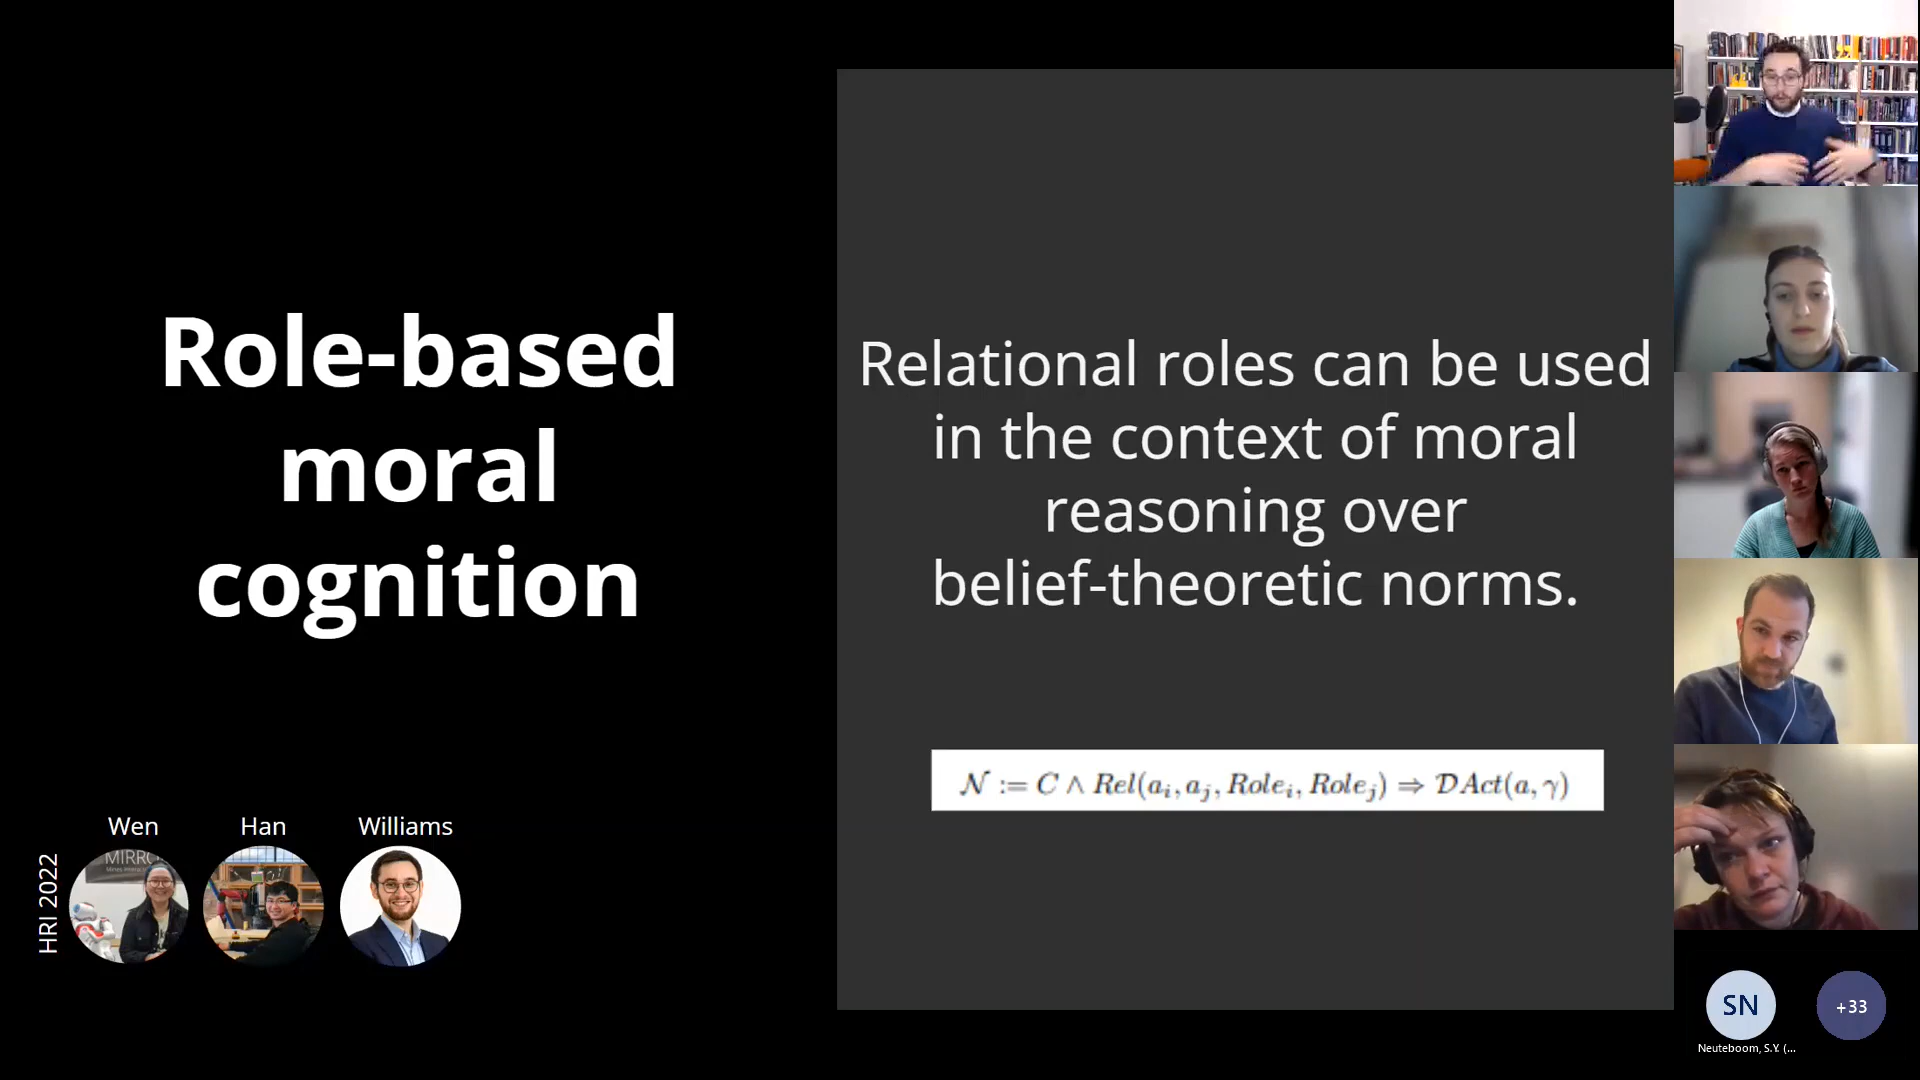 Role-based
moral
cognition
Relational roles can be used
in the context of moral
reasoning over
belief-theoretic norms.
𝒩 := C ∧ Rel(aᵢ, aⱼ, Roleᵢ, Roleⱼ) ⇒ 𝒟Act(a, γ)
HRI 2022
Wen
Han
Williams
MIRRO
SN
+33
Neuteboom, S.Y. (...